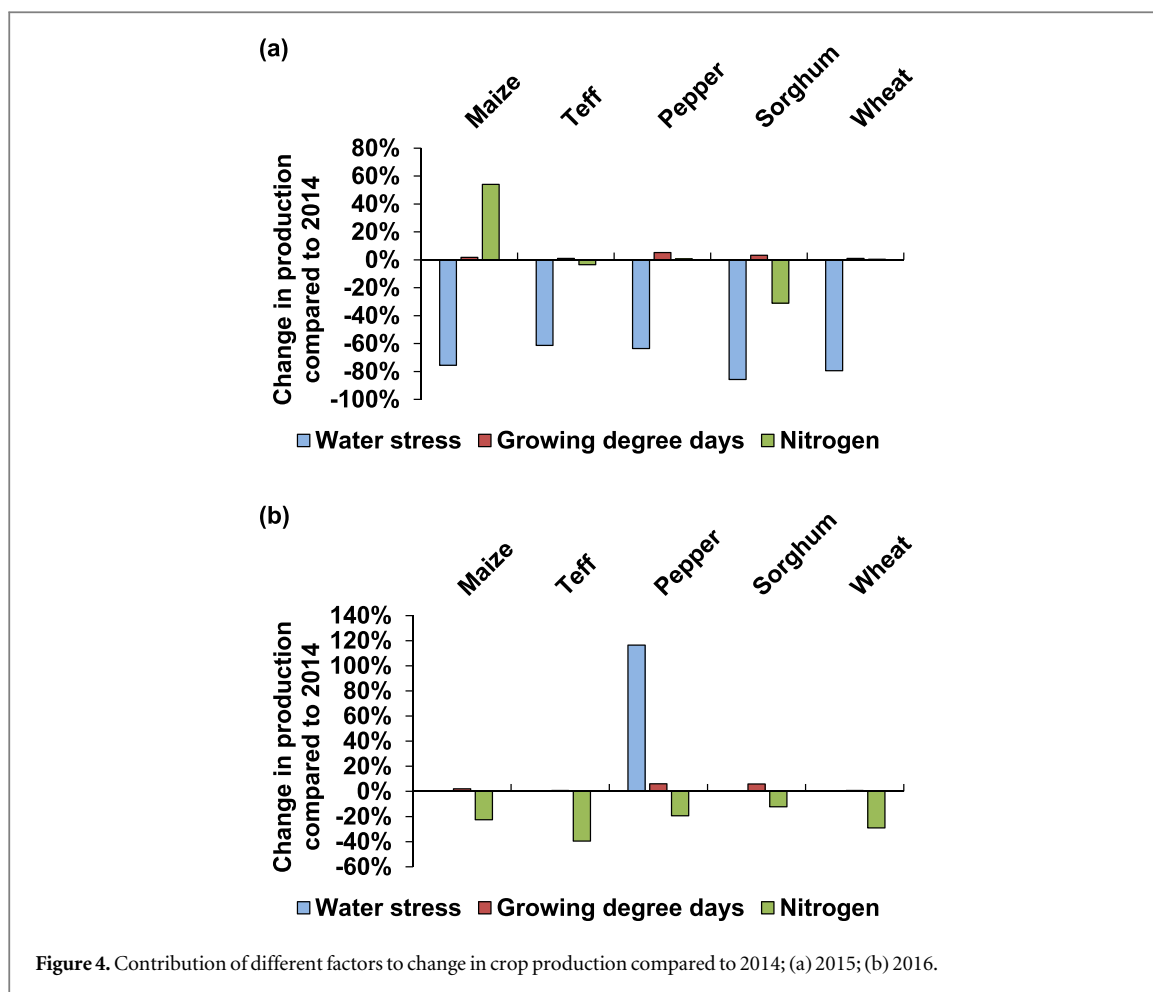 (a)
Maize Teff Pepper Sorghum Wheat
Change in production
compared to 2014
80%
60%
40%
20%
0%
-20%
-40%
-60%
-80%
-100%
Water stress Growing degree days Nitrogen
(b)
Maize Teff Pepper Sorghum Wheat
Change in production
compared to 2014
140%
120%
100%
80%
60%
40%
20%
0%
-20%
-40%
-60%
Water stress Growing degree days Nitrogen
Figure 4. Contribution of different factors to change in crop production compared to 2014; (a) 2015; (b) 2016.